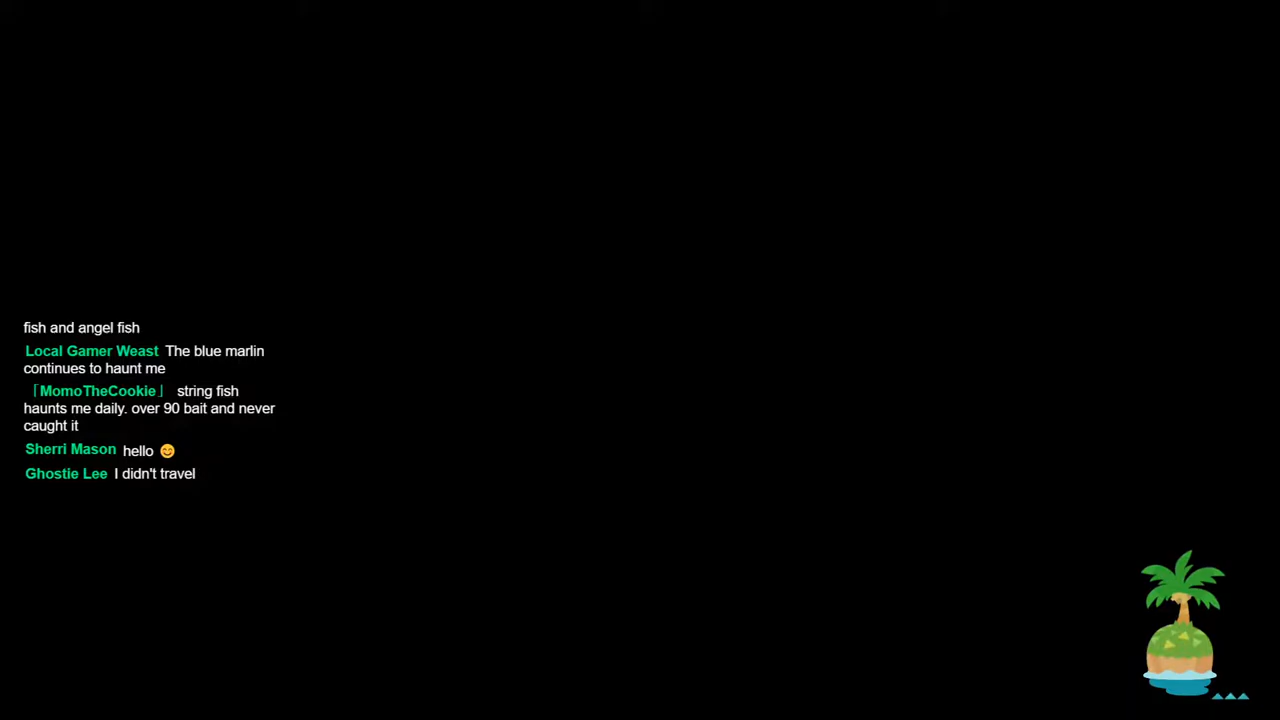 fish and angel fish
Local Gamer Weast The blue marlin
continues to haunt me
「MomoTheCookie」 string fish
haunts me daily. over 90 bait and never
caught it
Sherri Mason hello 😊
Ghostie Lee I didn't travel